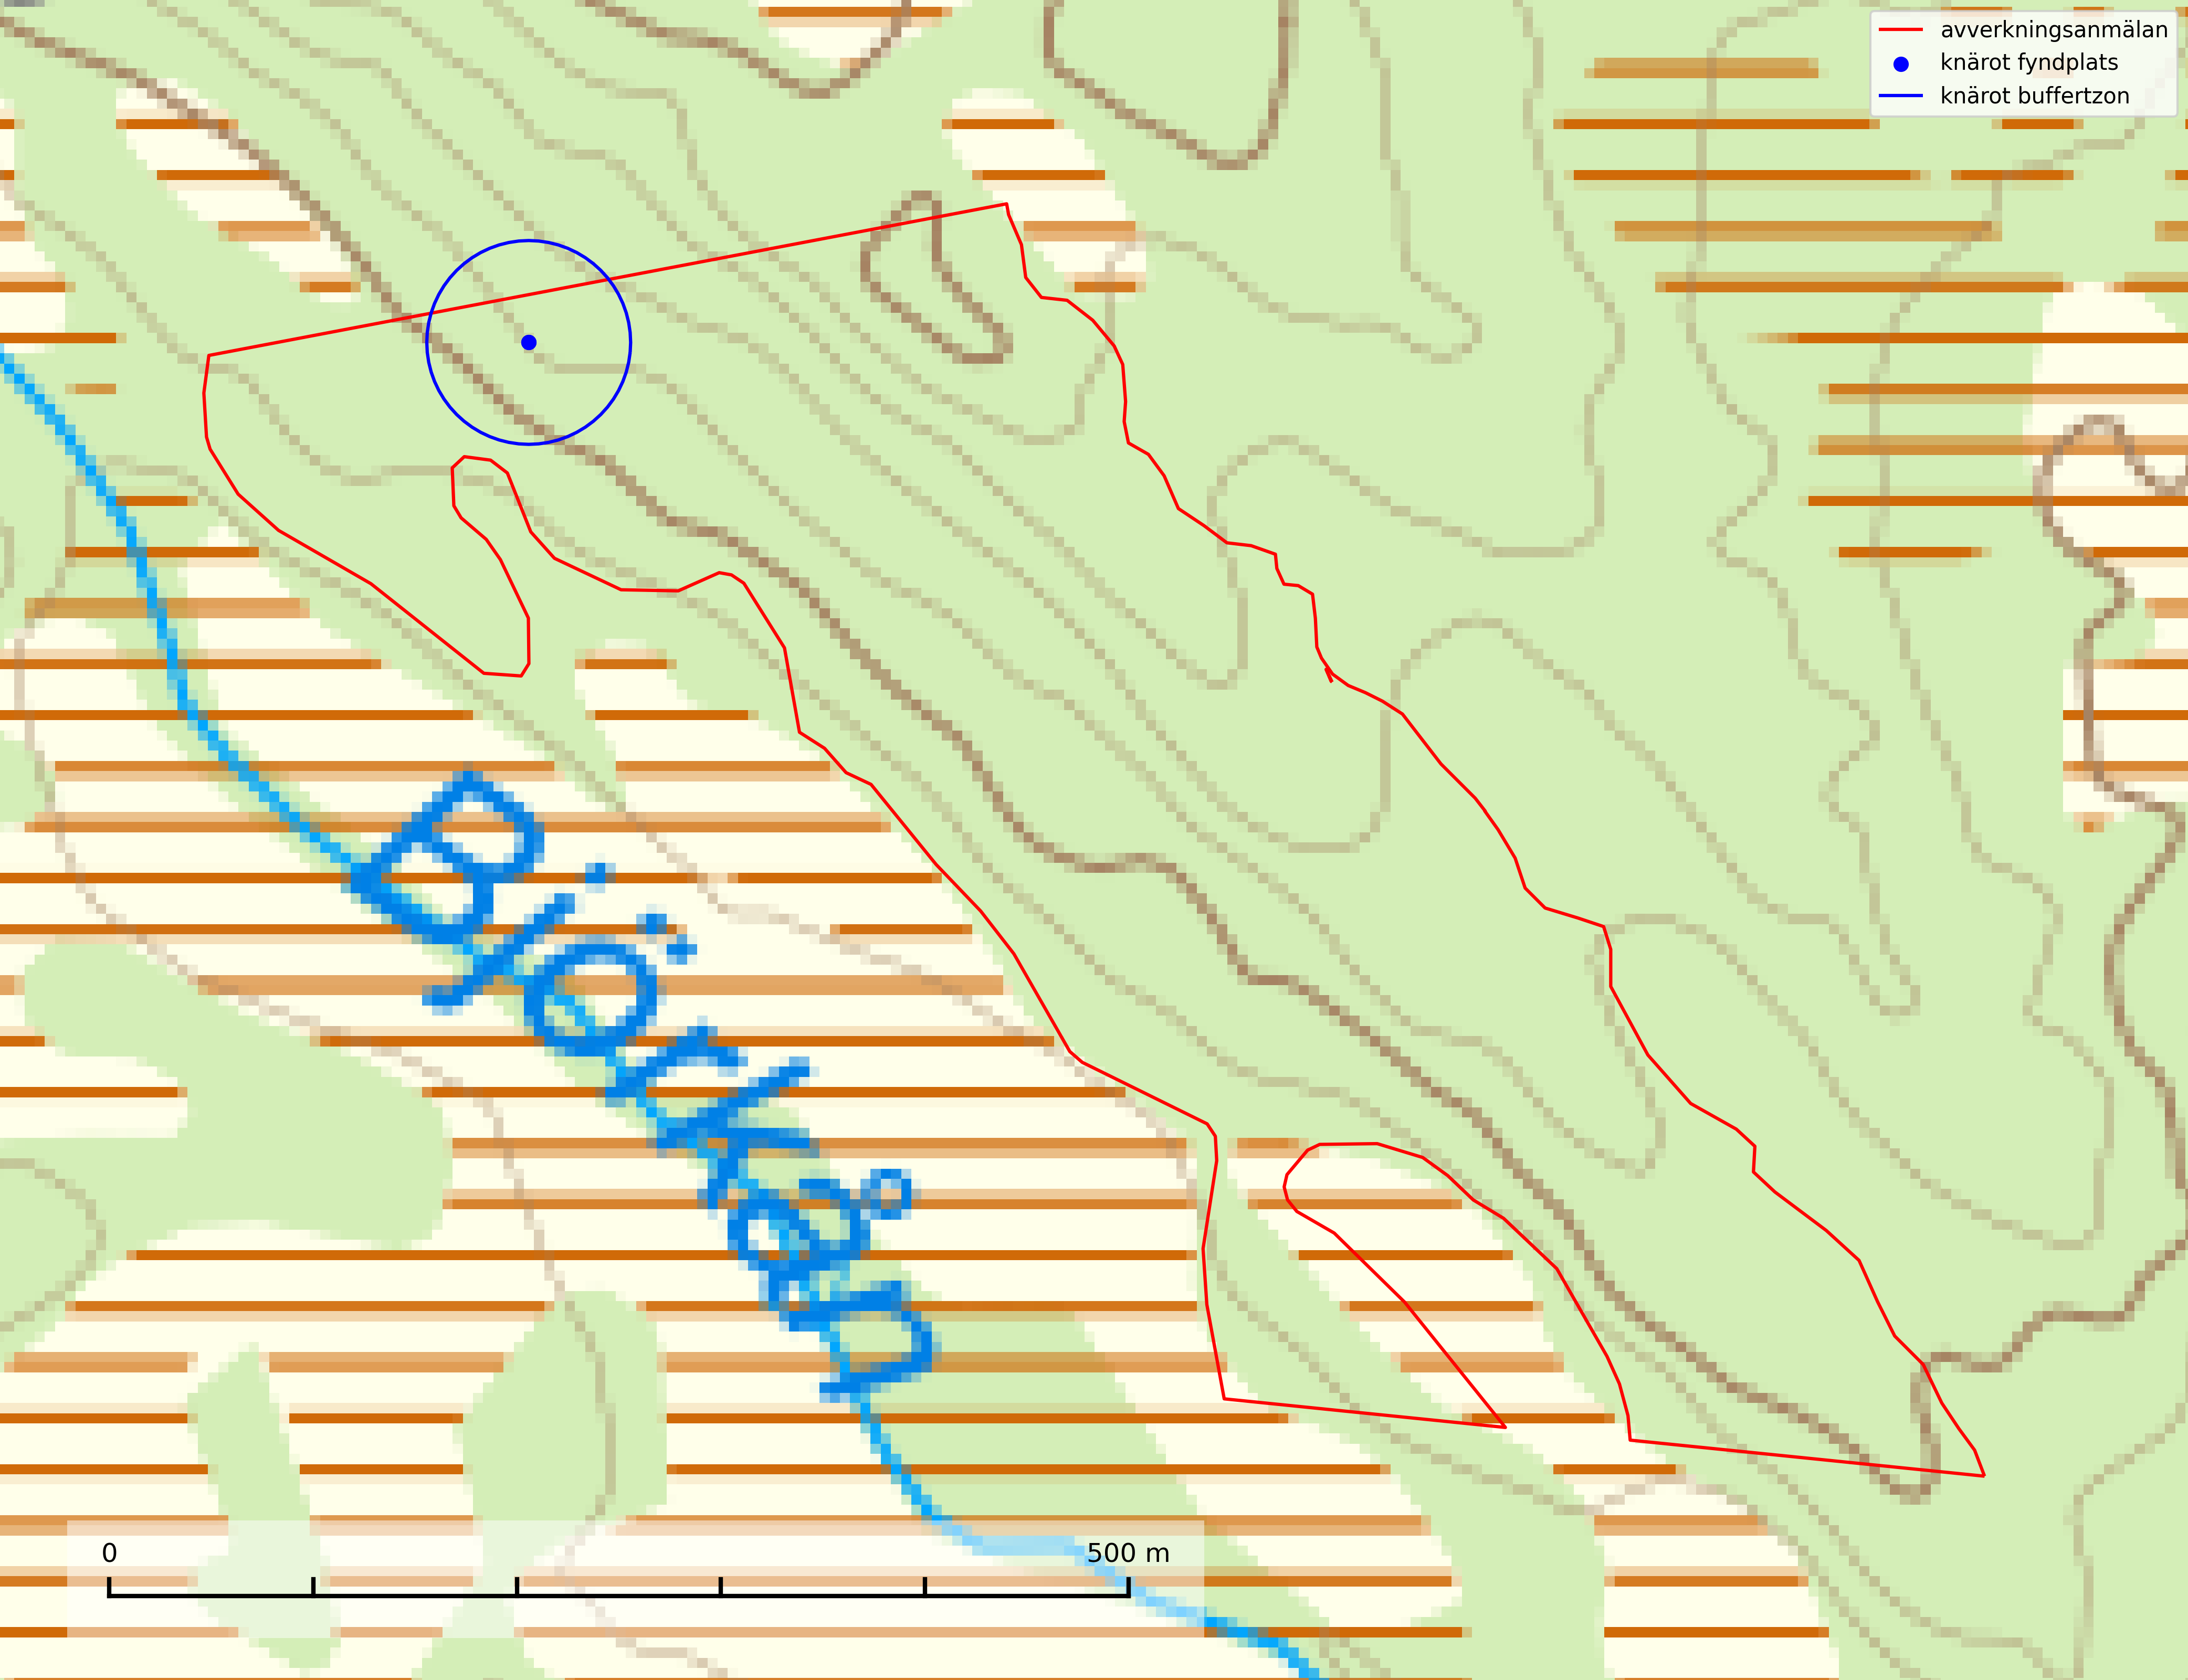 avverkningsanmälan
knärot fyndplats
knärot buffertzon
Björkån
0 500 m